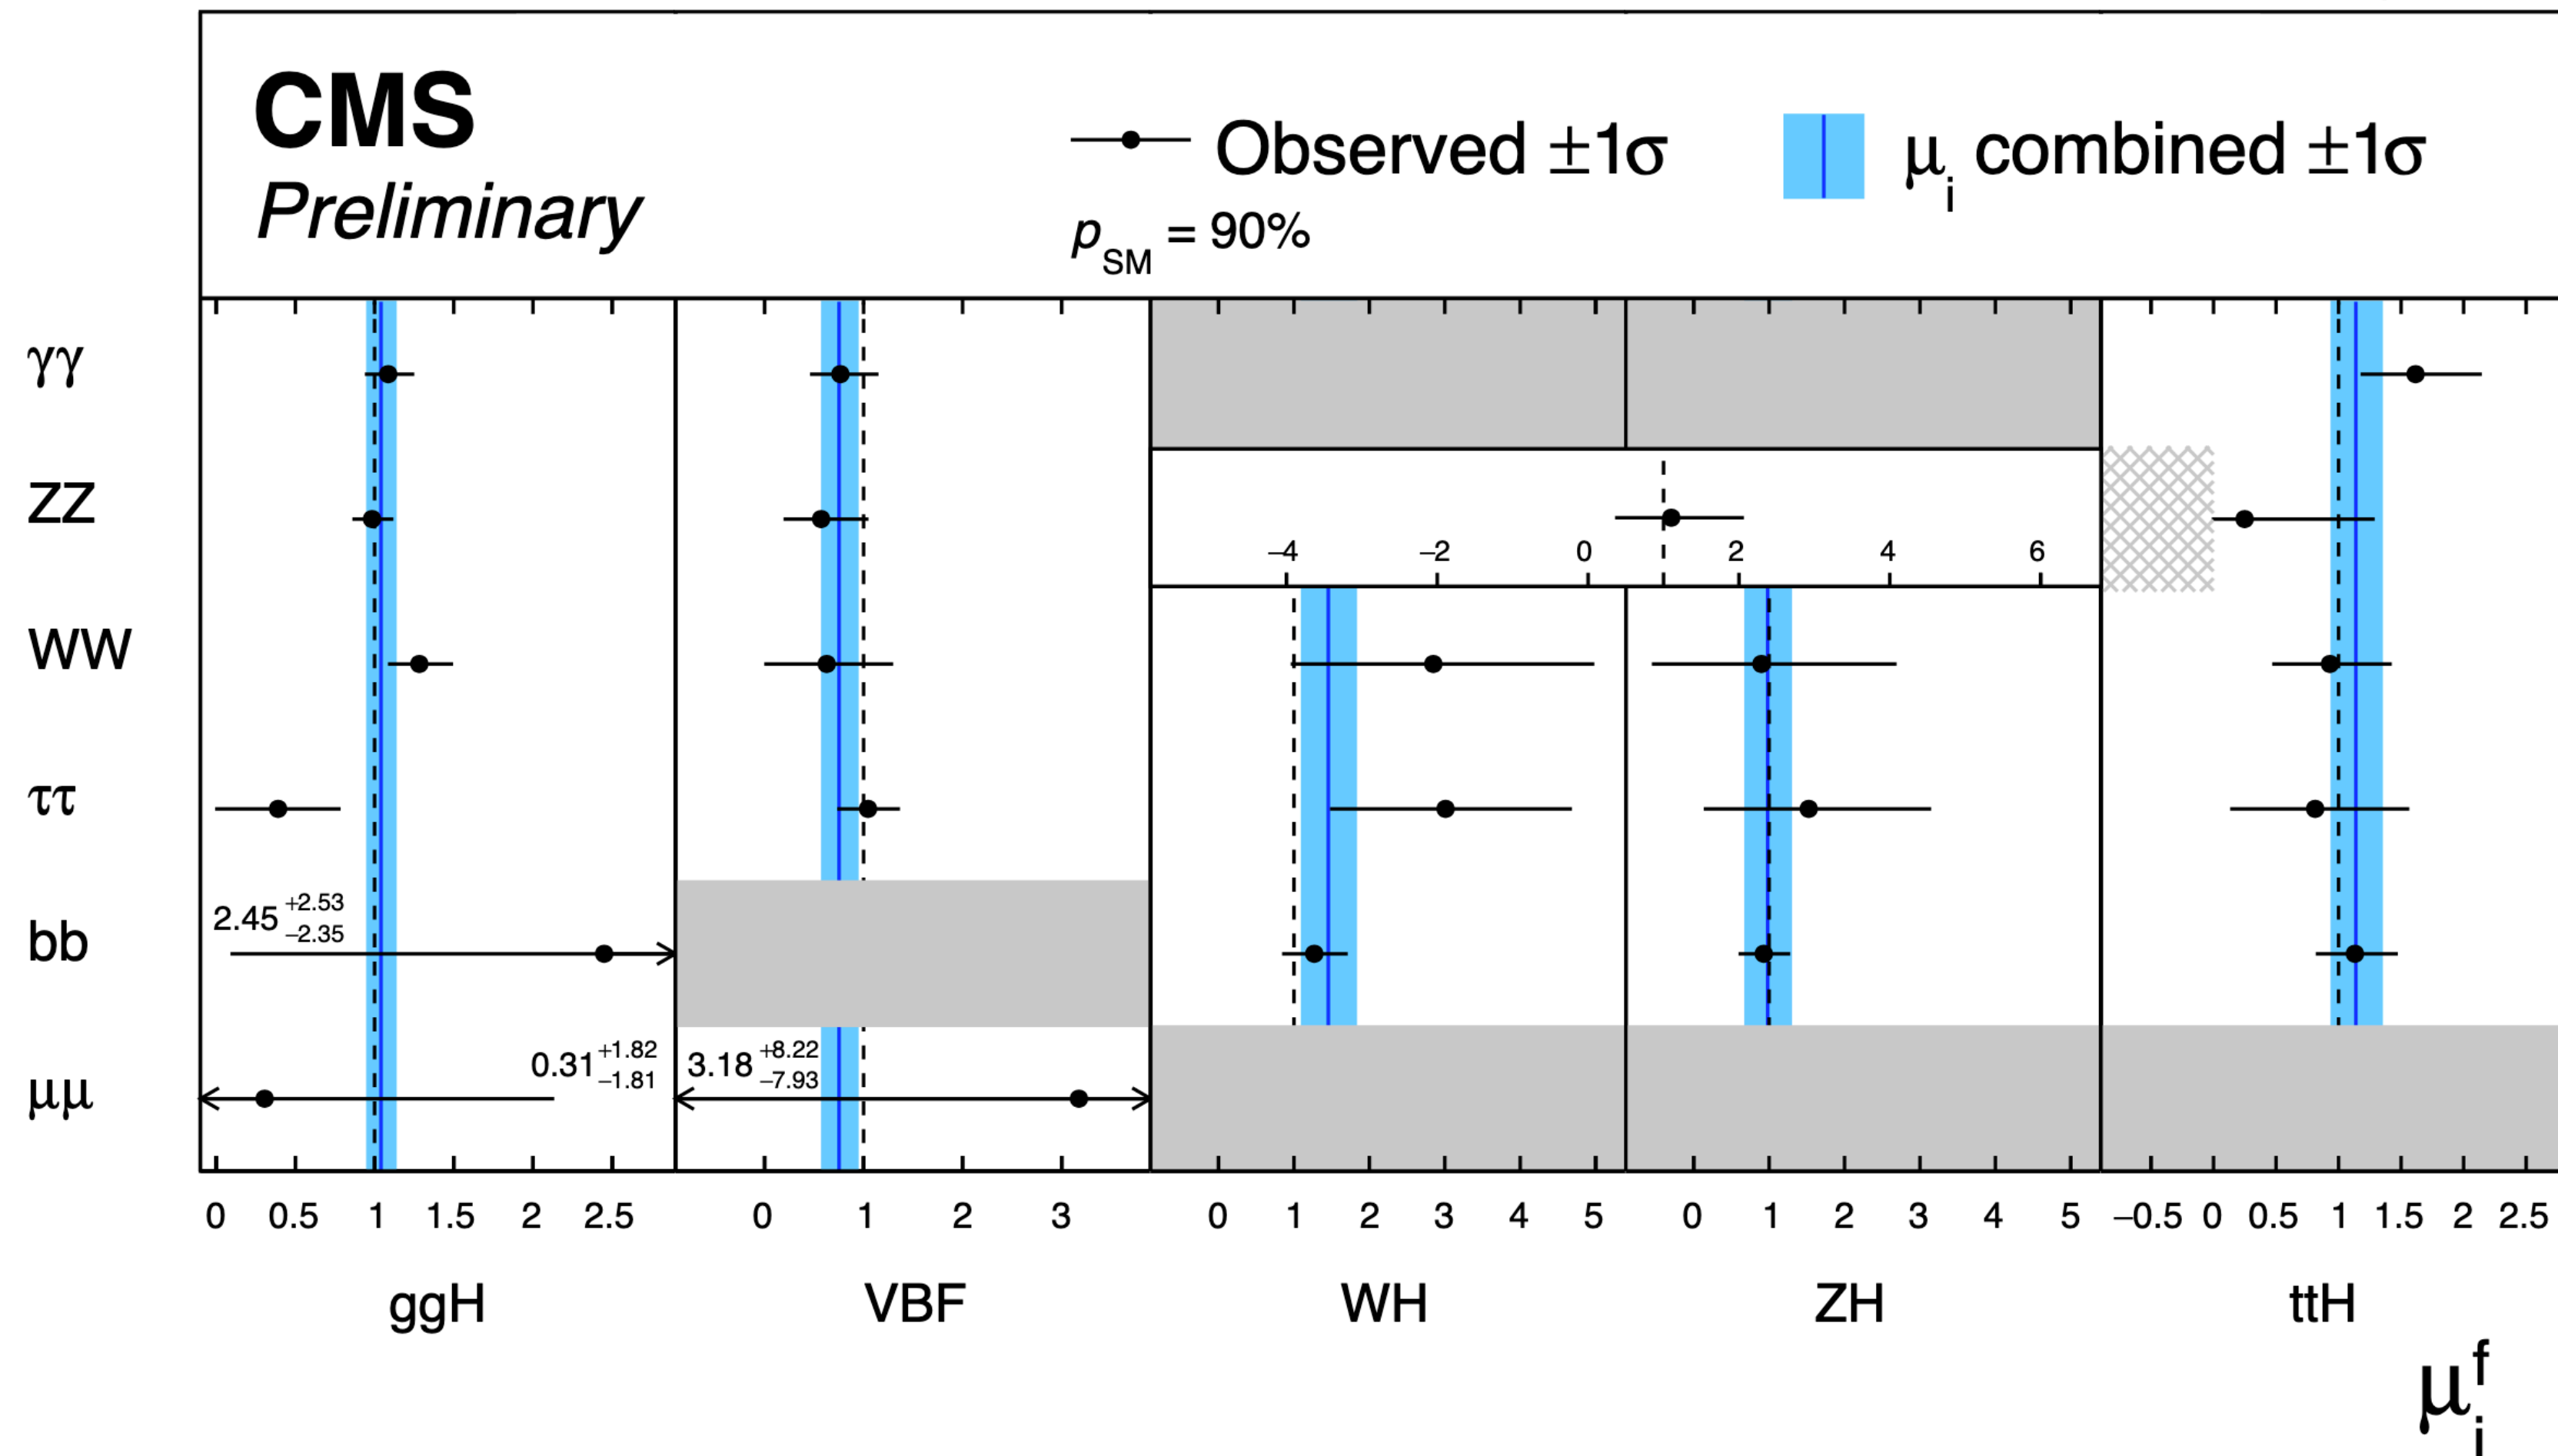 CMS
Preliminary
Observed ±1σ
μi combined ±1σ
pSM = 90%
γγ
ZZ
−4 −2 0 2 4 6
WW
ττ
bb
2.45 +2.53 −2.35
μμ
0.31 +1.82 −1.81
3.18 +8.22 −7.93
0 0.5 1 1.5 2 2.5 0 1 2 3 0 1 2 3 4 5 0 1 2 3 4 5 −0.5 0 0.5 1 1.5 2 2.5
ggH VBF WH ZH ttH
μ f i